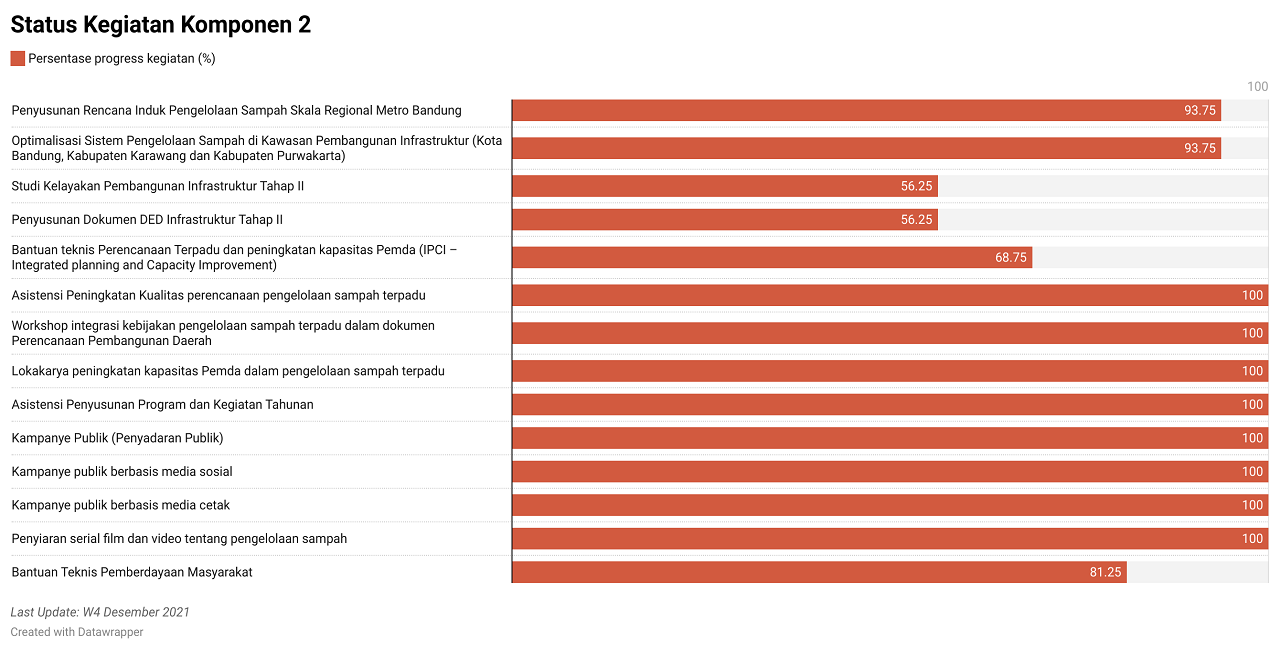 Status Kegiatan Komponen 2
Persentase progress kegiatan (%)
100
Penyusunan Rencana Induk Pengelolaan Sampah Skala Regional Metro Bandung
93.75
Optimalisasi Sistem Pengelolaan Sampah di Kawasan Pembangunan Infrastruktur (Kota
Bandung, Kabupaten Karawang dan Kabupaten Purwakarta)
93.75
Studi Kelayakan Pembangunan Infrastruktur Tahap II
56.25
Penyusunan Dokumen DED Infrastruktur Tahap II
56.25
Bantuan teknis Perencanaan Terpadu dan peningkatan kapasitas Pemda (IPCI –
Integrated planning and Capacity Improvement)
68.75
Asistensi Peningkatan Kualitas perencanaan pengelolaan sampah terpadu
100
Workshop integrasi kebijakan pengelolaan sampah terpadu dalam dokumen
Perencanaan Pembangunan Daerah
100
Lokakarya peningkatan kapasitas Pemda dalam pengelolaan sampah terpadu
100
Asistensi Penyusunan Program dan Kegiatan Tahunan
100
Kampanye Publik (Penyadaran Publik)
100
Kampanye publik berbasis media sosial
100
Kampanye publik berbasis media cetak
100
Penyiaran serial film dan video tentang pengelolaan sampah
100
Bantuan Teknis Pemberdayaan Masyarakat
81.25
Last Update: W4 Desember 2021
Created with Datawrapper